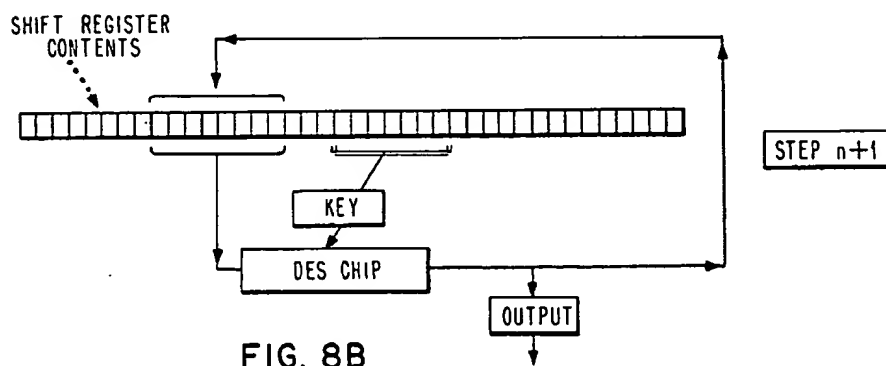 SHIFT REGISTER
CONTENTS
STEP n+1
KEY
DES CHIP
OUTPUT
FIG. 8B